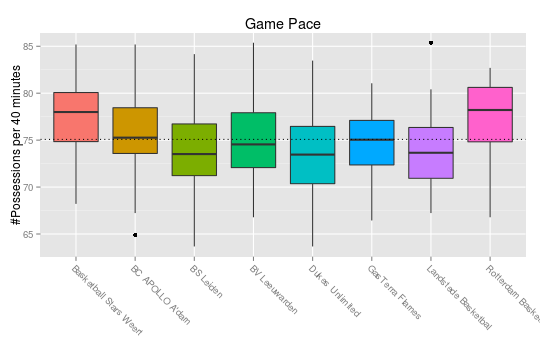 Game Pace
#Possessions per 40 minutes
85
80
75
70
65
Basketball Stars Weert
BC APOLLO A'dam
BS Leiden
BV Leeuwarden
Dukes Unlimited
GasTerra Flames
Landstede Basketbal
Rotterdam